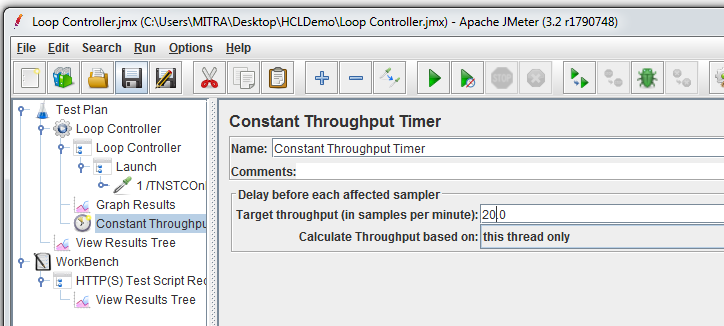 Loop Controller.jmx (C:\Users\MITRA\Desktop\HCLDemo\Loop Controller.jmx) - Apache JMeter (3.2 r1790748)
File Edit Search Run Options Help
STOP
Test Plan
Loop Controller
Loop Controller
Launch
1 /TNSTCOn
Graph Results
Constant Throughpu
View Results Tree
WorkBench
HTTP(S) Test Script Rec
View Results Tree
Constant Throughput Timer
Name: Constant Throughput Timer
Comments:
Delay before each affected sampler
Target throughput (in samples per minute): 20.0
Calculate Throughput based on: this thread only